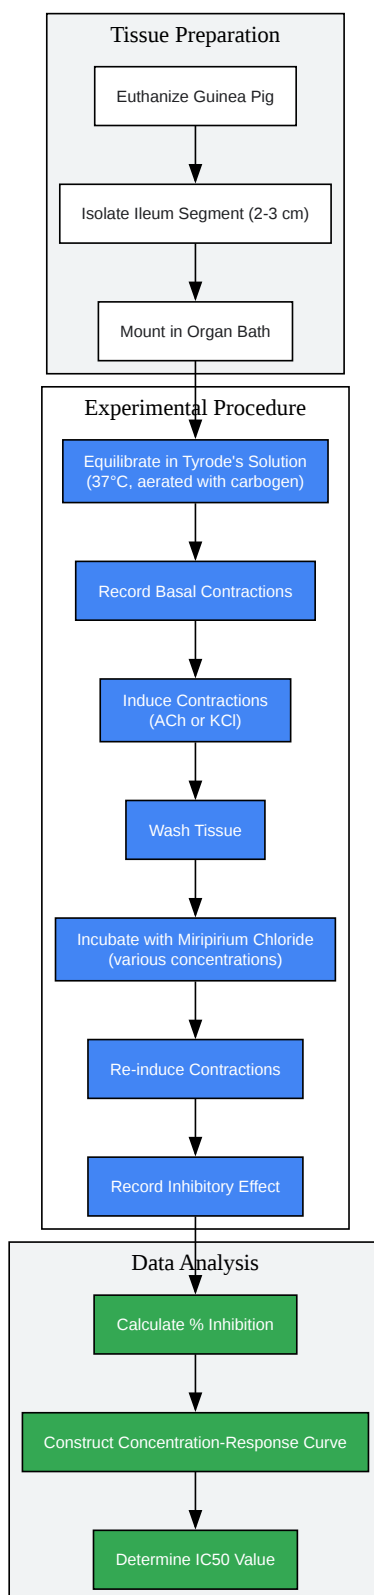 Tissue Preparation
Euthanize Guinea Pig
Isolate Ileum Segment (2-3 cm)
Mount in Organ Bath
Experimental Procedure
Equilibrate in Tyrode's Solution
(37°C, aerated with carbogen)
Record Basal Contractions
Induce Contractions
(ACh or KCl)
Wash Tissue
Incubate with Miripirium Chloride
(various concentrations)
Re-induce Contractions
Record Inhibitory Effect
Data Analysis
Calculate % Inhibition
Construct Concentration-Response Curve
Determine IC50 Value